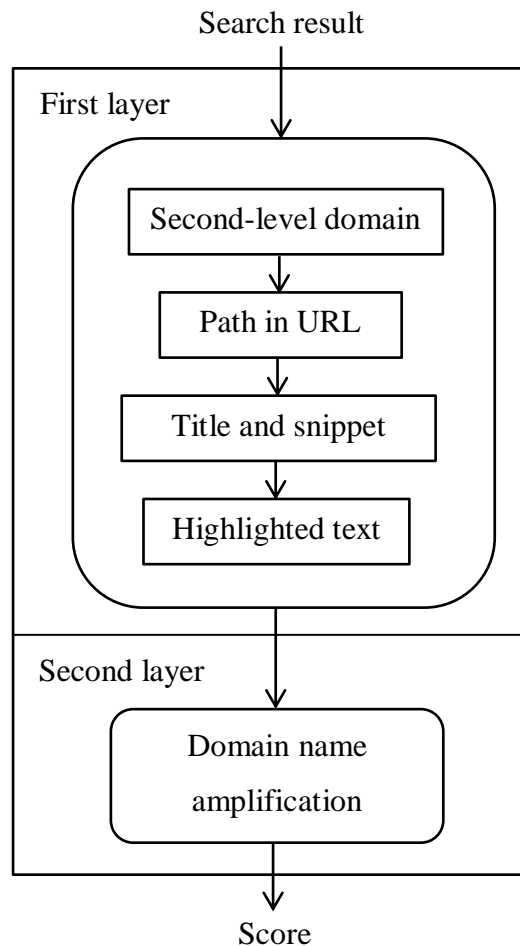 Search result
First layer
Second-level domain
Path in URL
Title and snippet
Highlighted text
Second layer
Domain name
amplification
Score